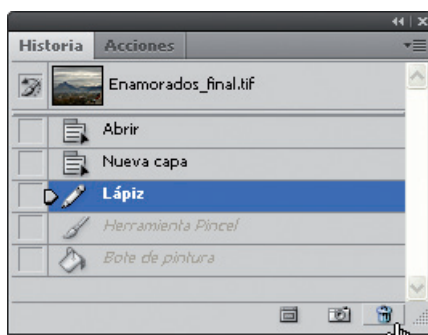 Historia Acciones
Enamorados_final.tif
Abrir
Nueva capa
Lápiz
Herramienta Pincel
Bote de pintura